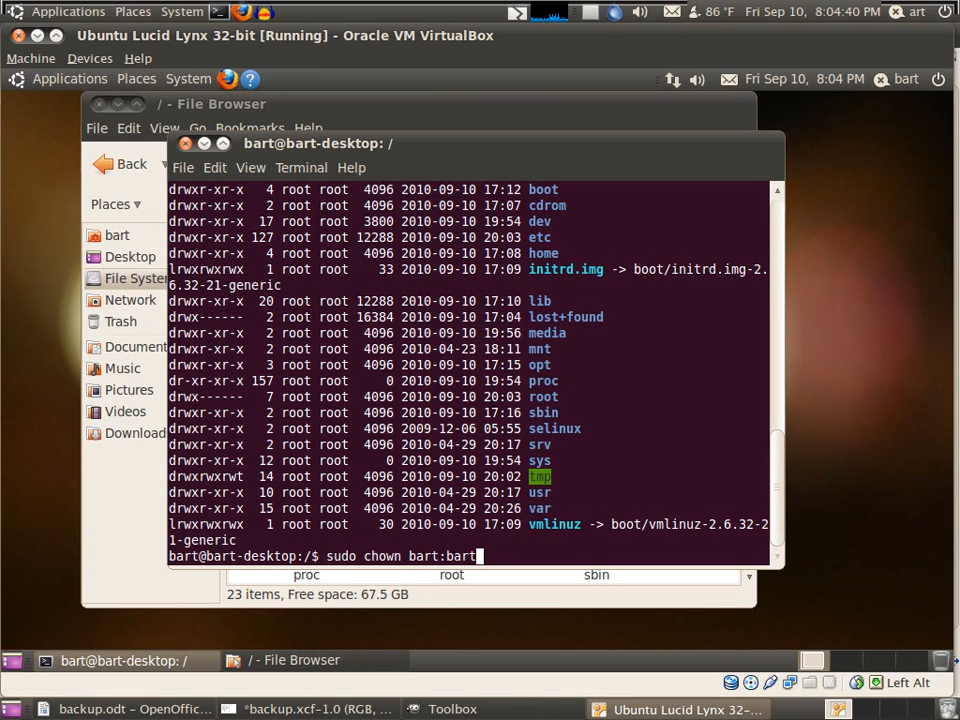 Applications Places System 86 °F Fri Sep 10, 8:04:40 PM art
Ubuntu Lucid Lynx 32-bit [Running] - Oracle VM VirtualBox
Machine Devices Help
Applications Places System Fri Sep 10, 8:04 PM bart
/ - File Browser
File Edit View Go Bookmarks Help
bart@bart-desktop: /
File Edit View Terminal Help
Back
Places ▾
bart
Desktop
File Syste
Network
Trash
Document
Music
Pictures
Videos
Download
drwxr-xr-x 4 root root 4096 2010-09-10 17:12 boot
drwxr-xr-x 2 root root 4096 2010-09-10 17:07 cdrom
drwxr-xr-x 17 root root 3800 2010-09-10 19:54 dev
drwxr-xr-x 127 root root 12288 2010-09-10 20:03 etc
drwxr-xr-x 4 root root 4096 2010-09-10 17:08 home
lrwxrwxrwx 1 root root 33 2010-09-10 17:09 initrd.img -> boot/initrd.img-2.
6.32-21-generic
drwxr-xr-x 20 root root 12288 2010-09-10 17:10 lib
drwx------ 2 root root 16384 2010-09-10 17:04 lost+found
drwxr-xr-x 2 root root 4096 2010-09-10 19:56 media
drwxr-xr-x 2 root root 4096 2010-04-23 18:11 mnt
drwxr-xr-x 3 root root 4096 2010-09-10 17:15 opt
dr-xr-xr-x 157 root root 0 2010-09-10 19:54 proc
drwx------ 7 root root 4096 2010-09-10 20:03 root
drwxr-xr-x 2 root root 4096 2010-09-10 17:16 sbin
drwxr-xr-x 2 root root 4096 2009-12-06 05:55 selinux
drwxr-xr-x 2 root root 4096 2010-04-29 20:17 srv
drwxr-xr-x 12 root root 0 2010-09-10 19:54 sys
drwxrwxrwt 14 root root 4096 2010-09-10 20:02 tmp
drwxr-xr-x 10 root root 4096 2010-04-29 20:17 usr
drwxr-xr-x 15 root root 4096 2010-04-29 20:26 var
lrwxrwxrwx 1 root root 30 2010-09-10 17:09 vmlinuz -> boot/vmlinuz-2.6.32-2
1-generic
bart@bart-desktop:/$ sudo chown bart:bart
proc root sbin
23 items, Free space: 67.5 GB
bart@bart-desktop: / / - File Browser
Left Alt
backup.odt - OpenOffic... *backup.xcf-1.0 (RGB, ... Toolbox Ubuntu Lucid Lynx 32-...